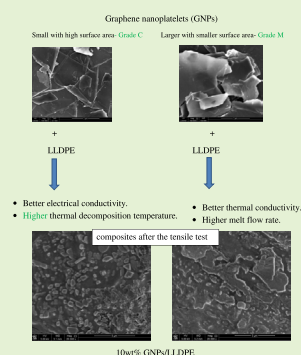 Graphene nanoplatelets (GNPs)
Small with high surface area- Grade C
Larger with smaller surface area- Grade M
+
+
LLDPE
LLDPE
• Better electrical conductivity.
• Higher thermal decomposition temperature.
• Better thermal conductivity.
• Higher melt flow rate.
composites after the tensile test
10wt% GNPs/LLDPE